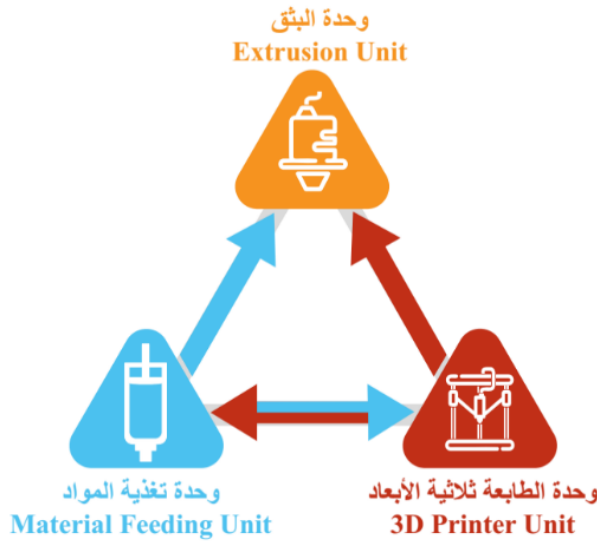 وحدة البثق
Extrusion Unit
وحدة تغذية المواد
Material Feeding Unit
وحدة الطابعة ثلاثية الأبعاد
3D Printer Unit